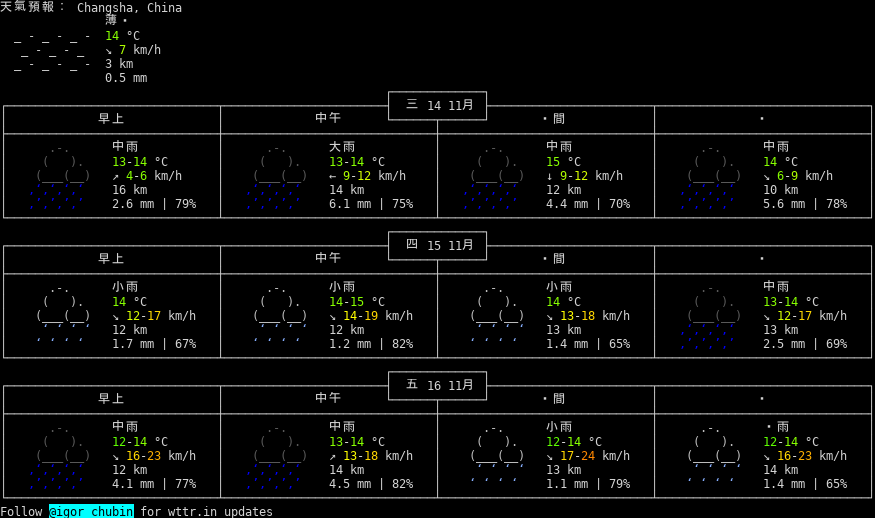 天氣預報： Changsha, China
薄・
14 °C
↘ 7 km/h
3 km
0.5 mm
三 14 11月
早上 中午 ・間 ・
中雨 大雨 中雨 中雨
13-14 °C 13-14 °C 15 °C 14 °C
↗ 4-6 km/h ← 9-12 km/h ↓ 9-12 km/h ↘ 6-9 km/h
16 km 14 km 12 km 10 km
2.6 mm | 79% 6.1 mm | 75% 4.4 mm | 70% 5.6 mm | 78%
四 15 11月
早上 中午 ・間 ・
小雨 小雨 小雨 中雨
14 °C 14-15 °C 14 °C 13-14 °C
↘ 12-17 km/h ↘ 14-19 km/h ↘ 13-18 km/h ↘ 12-17 km/h
12 km 12 km 13 km 13 km
1.7 mm | 67% 1.2 mm | 82% 1.4 mm | 65% 2.5 mm | 69%
五 16 11月
早上 中午 ・間 ・
中雨 中雨 小雨 ・雨
12-14 °C 13-14 °C 12-14 °C 12-14 °C
↘ 16-23 km/h ↗ 13-18 km/h ↘ 17-24 km/h ↘ 16-23 km/h
12 km 14 km 13 km 14 km
4.1 mm | 77% 4.5 mm | 82% 1.1 mm | 79% 1.4 mm | 65%
Follow @igor_chubin for wttr.in updates